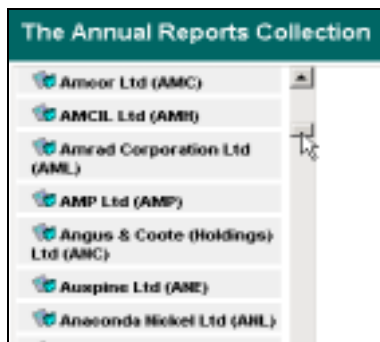 The Annual Reports Collection
Amcor Ltd (AMC)
AMCIL Ltd (AMH)
Amrad Corporation Ltd
(AML)
AMP Ltd (AMP)
Angus & Coote (Holdings)
Ltd (ANC)
Auspine Ltd (ANE)
Anaconda Nickel Ltd (ANL)